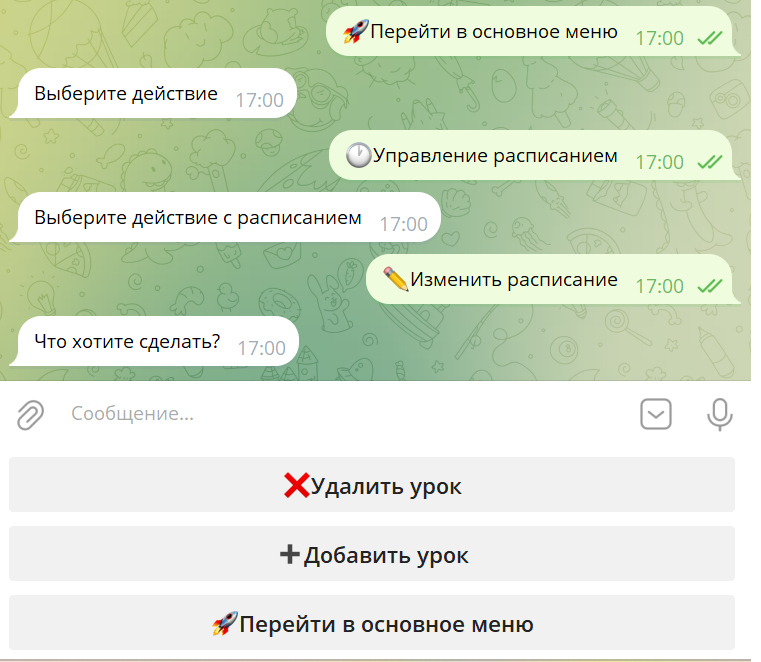 🚀Перейти в основное меню 17:00
Выберите действие 17:00
🕐Управление расписанием 17:00
Выберите действие с расписанием 17:00
✏️Изменить расписание 17:00
Что хотите сделать? 17:00
Сообщение...
❌Удалить урок
➕Добавить урок
🚀Перейти в основное меню